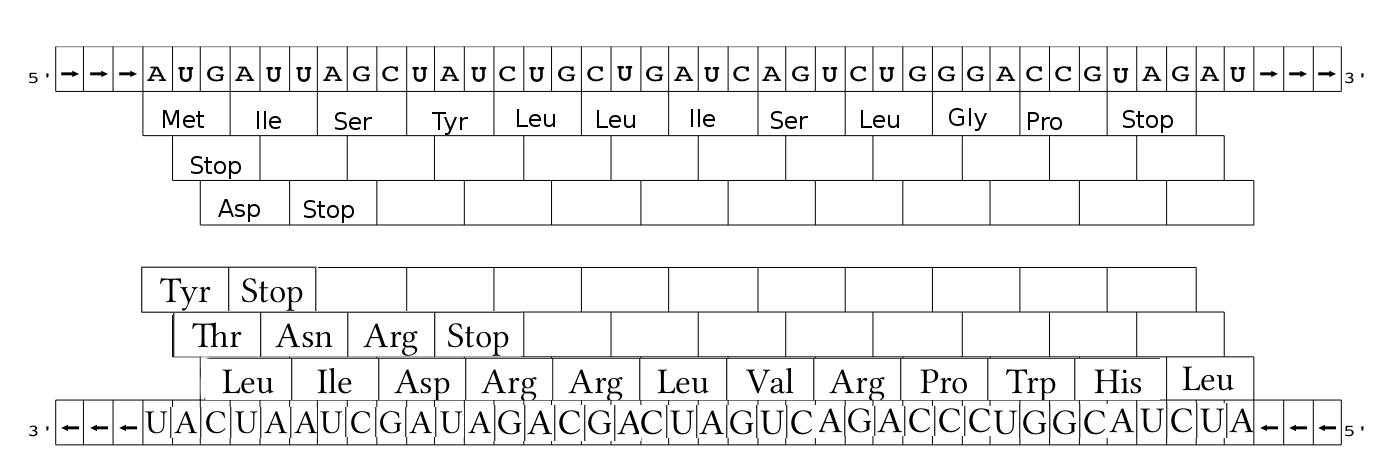 5' → → → A U G A U U A G C U A U C U G C U G A U C A G U C U G G G A C C G U A G A U → → → 3'
Met Ile Ser Tyr Leu Leu Ile Ser Leu Gly Pro Stop
Stop
Asp Stop
Tyr Stop
Thr Asn Arg Stop
Leu Ile Asp Arg Arg Leu Val Arg Pro Trp His Leu
3' ← ← ← U A C U A A U C G A U A G A C G A C U A G U C A G A C C C U G G C A U C U A ← ← ← 5'